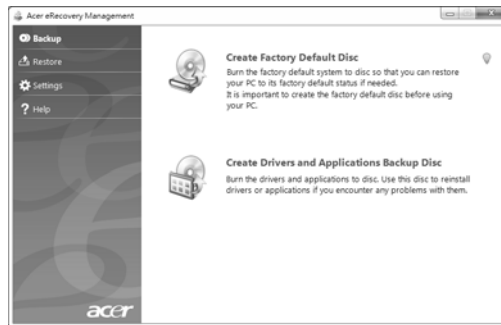 Acer eRecovery Management
Backup
Restore
Settings
Help
Create Factory Default Disc
Burn the factory default system to disc so that you can restore
your PC to its factory default status if needed.
It is important to create the factory default disc before using
your PC.
Create Drivers and Applications Backup Disc
Burn the drivers and applications to disc. Use this disc to reinstall
drivers or applications if you encounter any problems with them.
acer